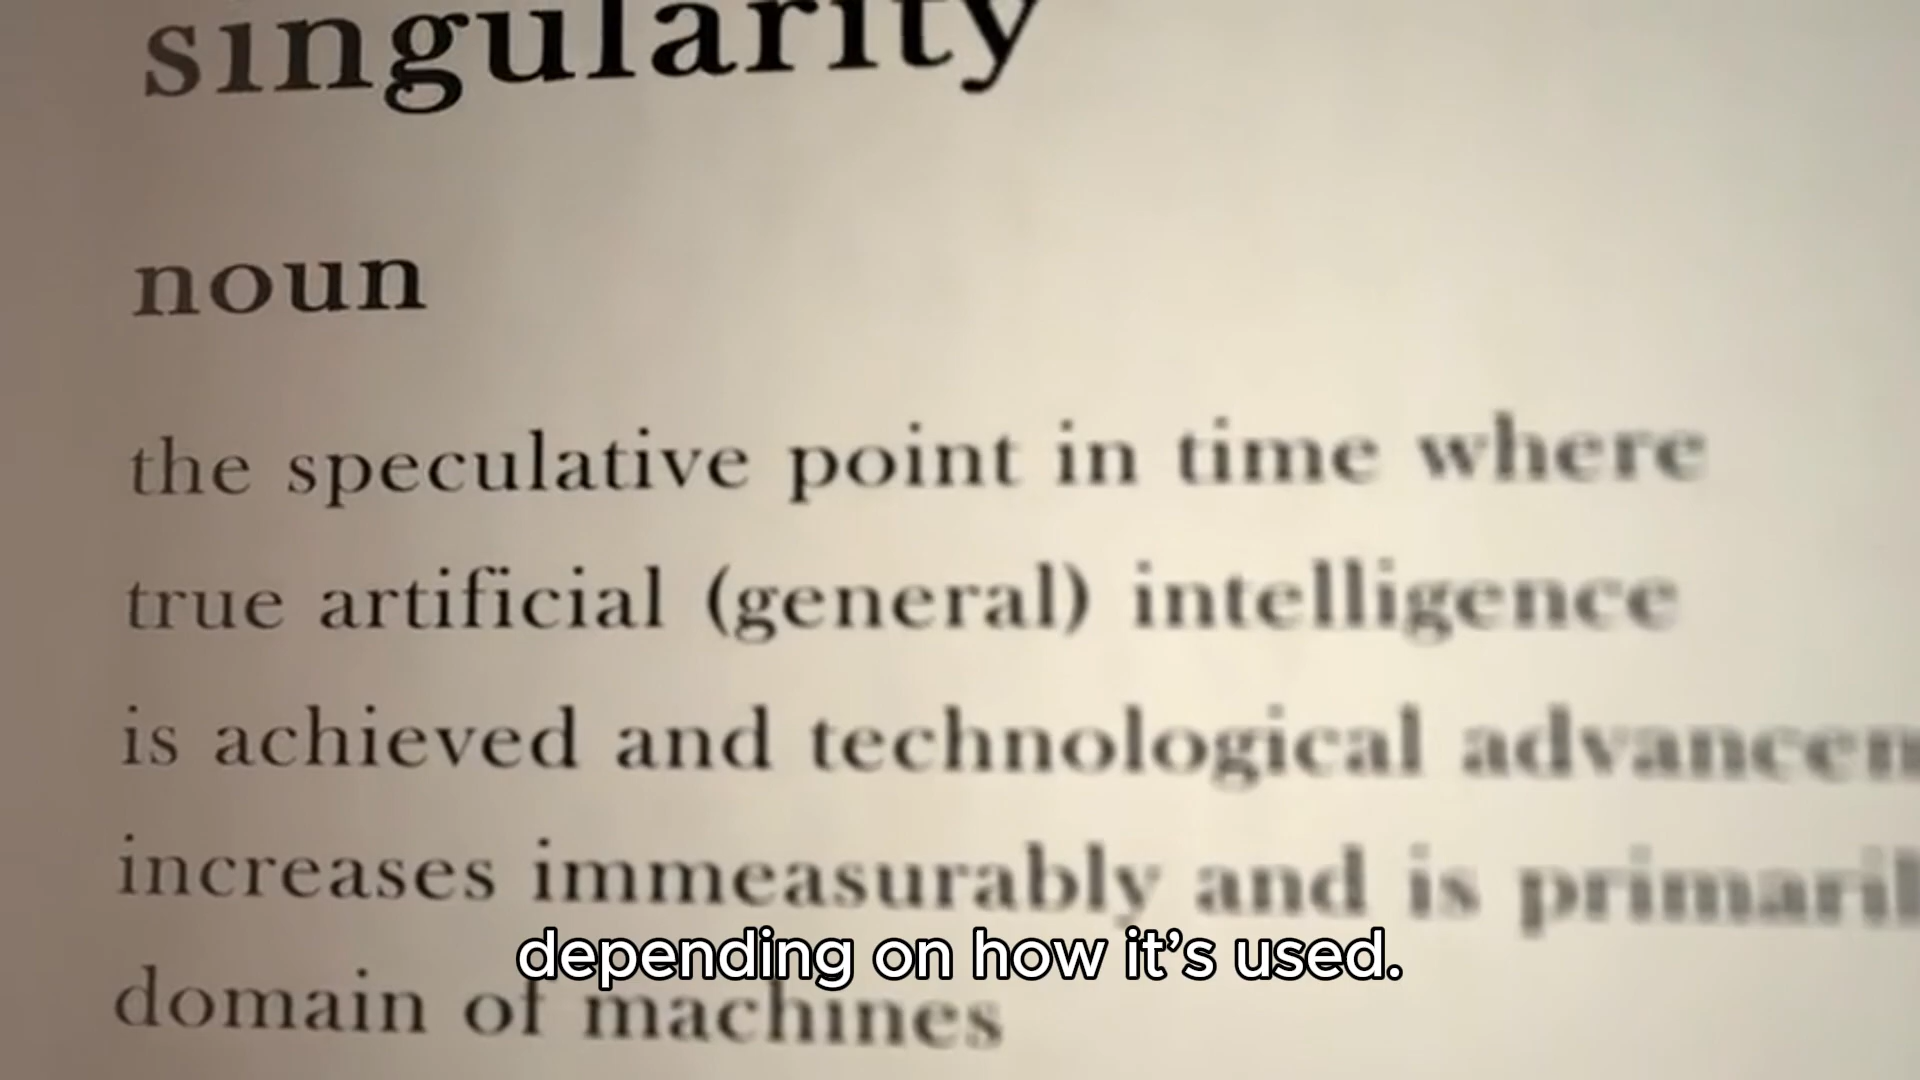 singularity
noun
the speculative point in time where
true artificial (general) intelligence
is achieved and technological
increases immeasurably and is
depending on how it’s used.
domain of machines